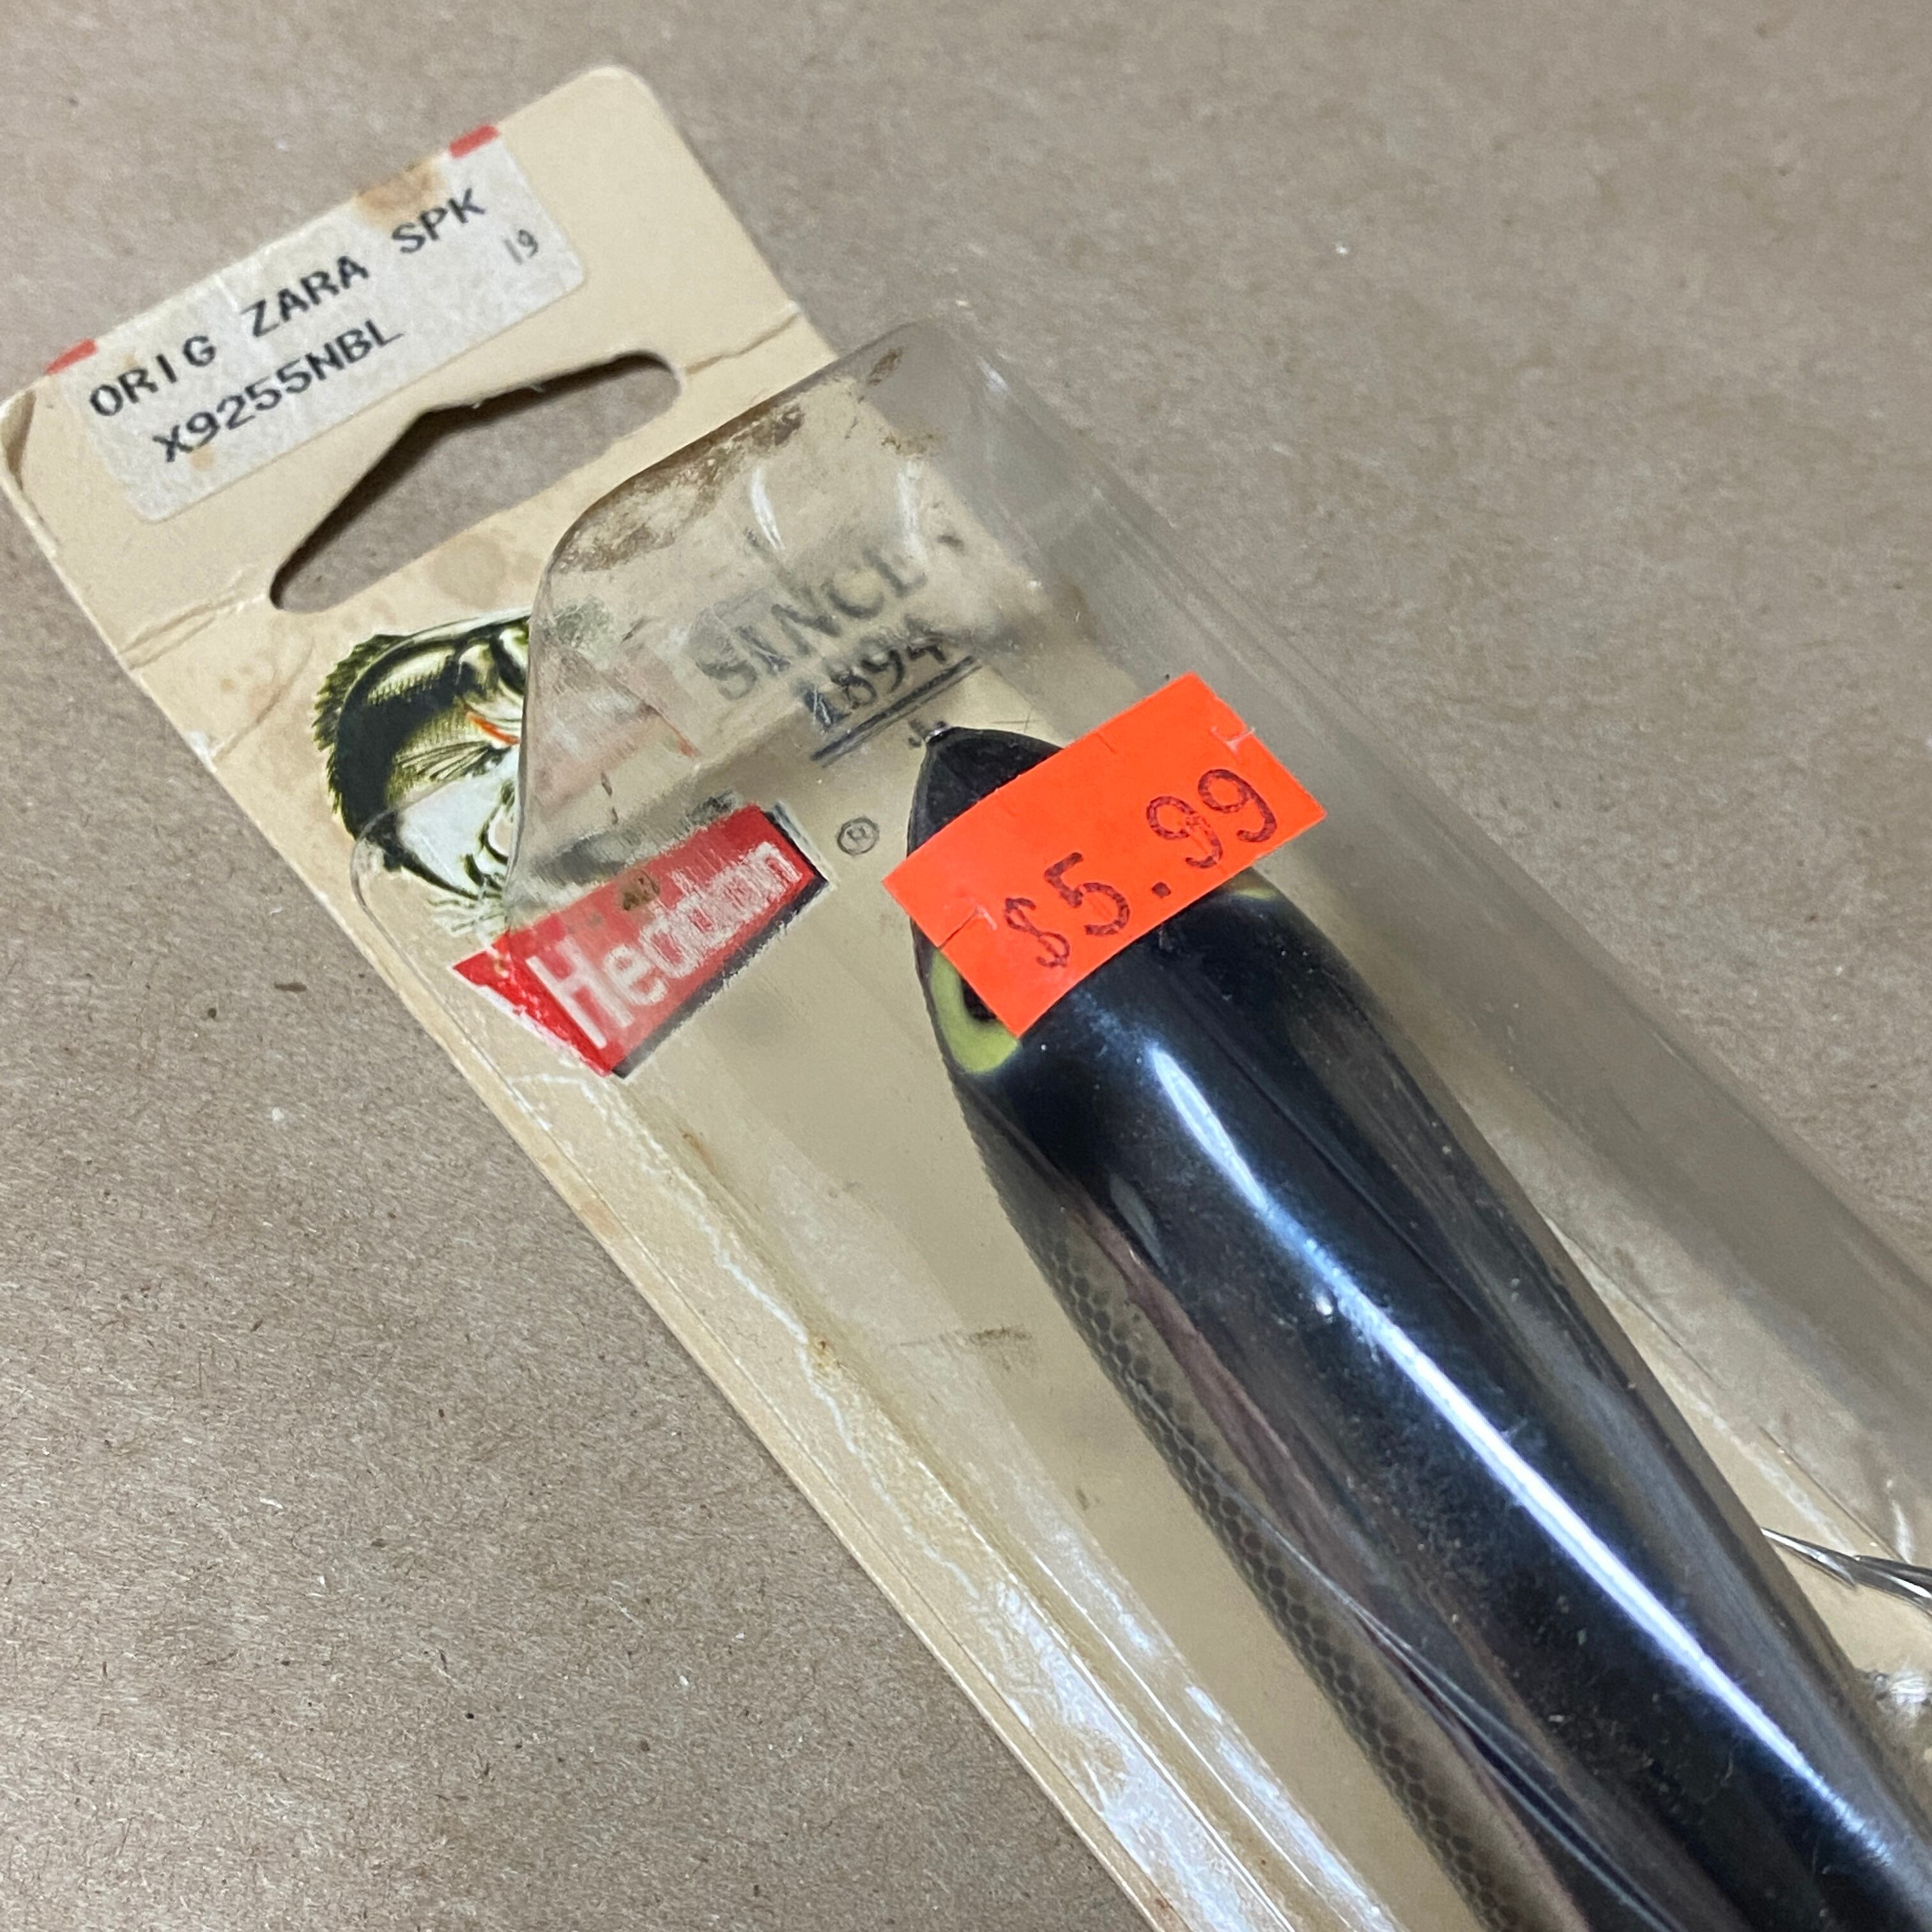 ORIG ZARA SPK
19
X9255NBL
SINCE
1894
Heddon
®
$5.99